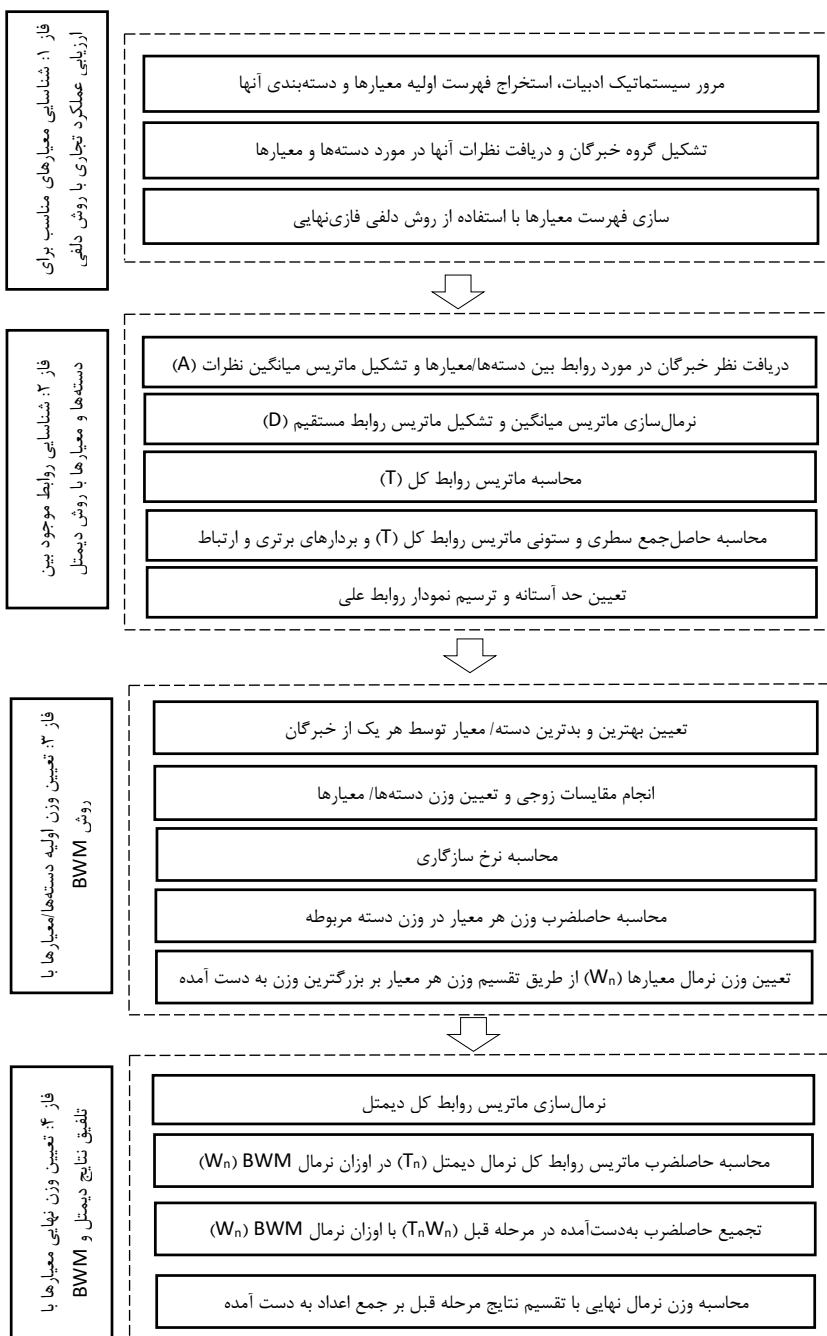 فاز ۱: شناسایی معیارهای مناسب برای
ارزیابی عملکرد تجاری با روش دلفی
مرور سیستماتیک ادبیات، استخراج فهرست اولیه معیارها و دسته‌بندی آنها
تشکیل گروه خبرگان و دریافت نظرات آنها در مورد دسته‌ها و معیارها
سازی فهرست معیارها با استفاده از روش دلفی فازی‌نهایی
فاز ۲: شناسایی روابط موجود بین
دسته‌ها و معیارها با روش دیمتل
دریافت نظر خبرگان در مورد روابط بین دسته‌ها/معیارها و تشکیل ماتریس میانگین نظرات (A)
نرمال‌سازی ماتریس میانگین و تشکیل ماتریس روابط مستقیم (D)
محاسبه ماتریس روابط کل (T)
محاسبه حاصل‌جمع سطری و ستونی ماتریس روابط کل (T) و بردارهای برتری و ارتباط
تعیین حد آستانه و ترسیم نمودار روابط علی
فاز ۳: تعیین وزن اولیه دسته‌ها/معیارها با
روش BWM
تعیین بهترین و بدترین دسته/ معیار توسط هر یک از خبرگان
انجام مقایسات زوجی و تعیین وزن دسته‌ها/ معیارها
محاسبه نرخ سازگاری
محاسبه حاصلضرب وزن هر معیار در وزن دسته مربوطه
تعیین وزن نرمال معیارها (Wn) از طریق تقسیم وزن هر معیار بر بزرگترین وزن به دست آمده
فاز ۴: تعیین وزن نهایی معیارها با
تلفیق نتایج دیمتل و BWM
نرمال‌سازی ماتریس روابط کل دیمتل
محاسبه حاصلضرب ماتریس روابط کل نرمال دیمتل (Tn) در اوزان نرمال BWM (Wn)
تجمیع حاصلضرب به‌دست‌آمده در مرحله قبل (TnWn) با اوزان نرمال BWM (Wn)
محاسبه وزن نرمال نهایی با تقسیم نتایج مرحله قبل بر جمع اعداد به دست آمده